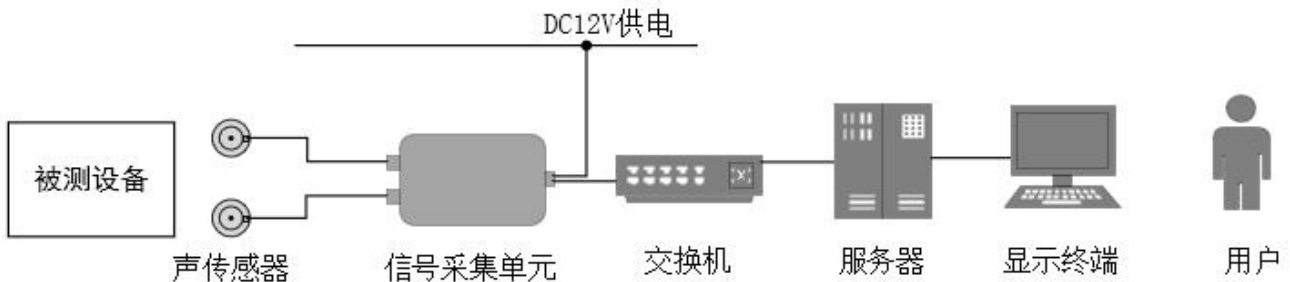 DC12V供电
被测设备
声传感器
信号采集单元
交换机
服务器
显示终端
用户